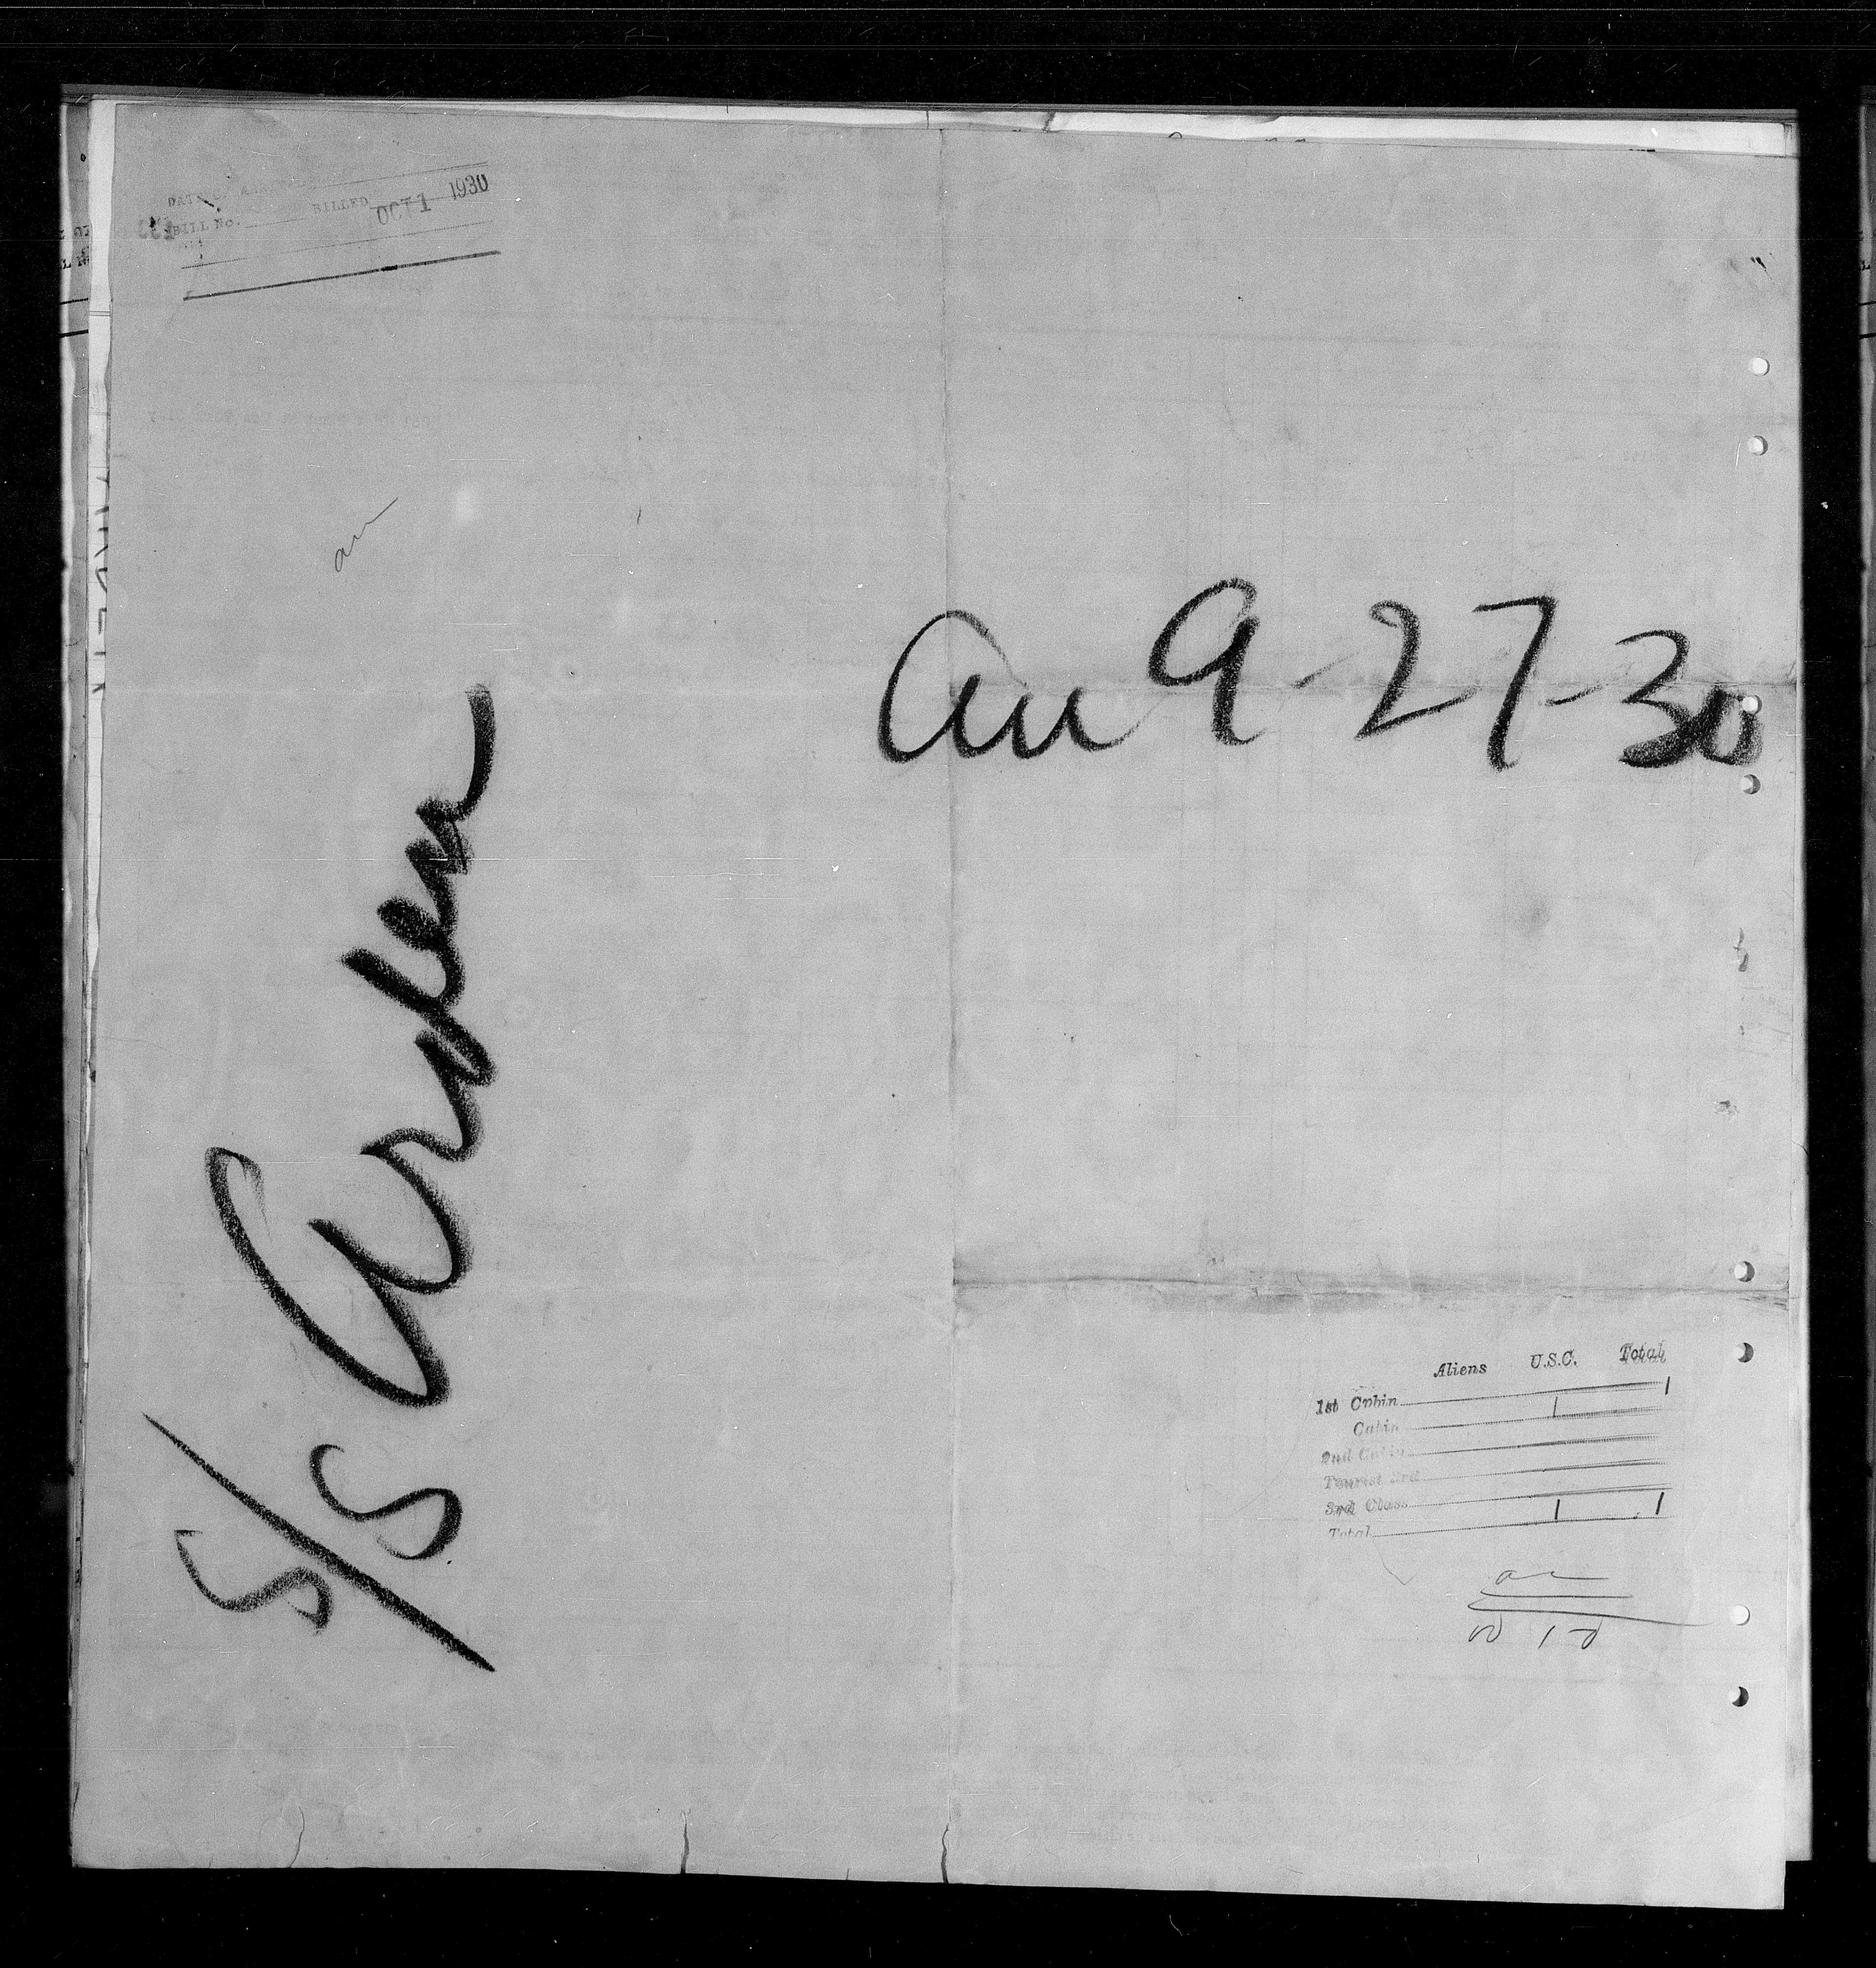 BILLED OCT 1 1930
BILL No.
Arr 9-27-30
S/S Arden
Aliens U.S.C. Total
1st Cabin 1 1
Cabin
2nd Cabin
Tourist 3rd
3rd Class
Total 1 1